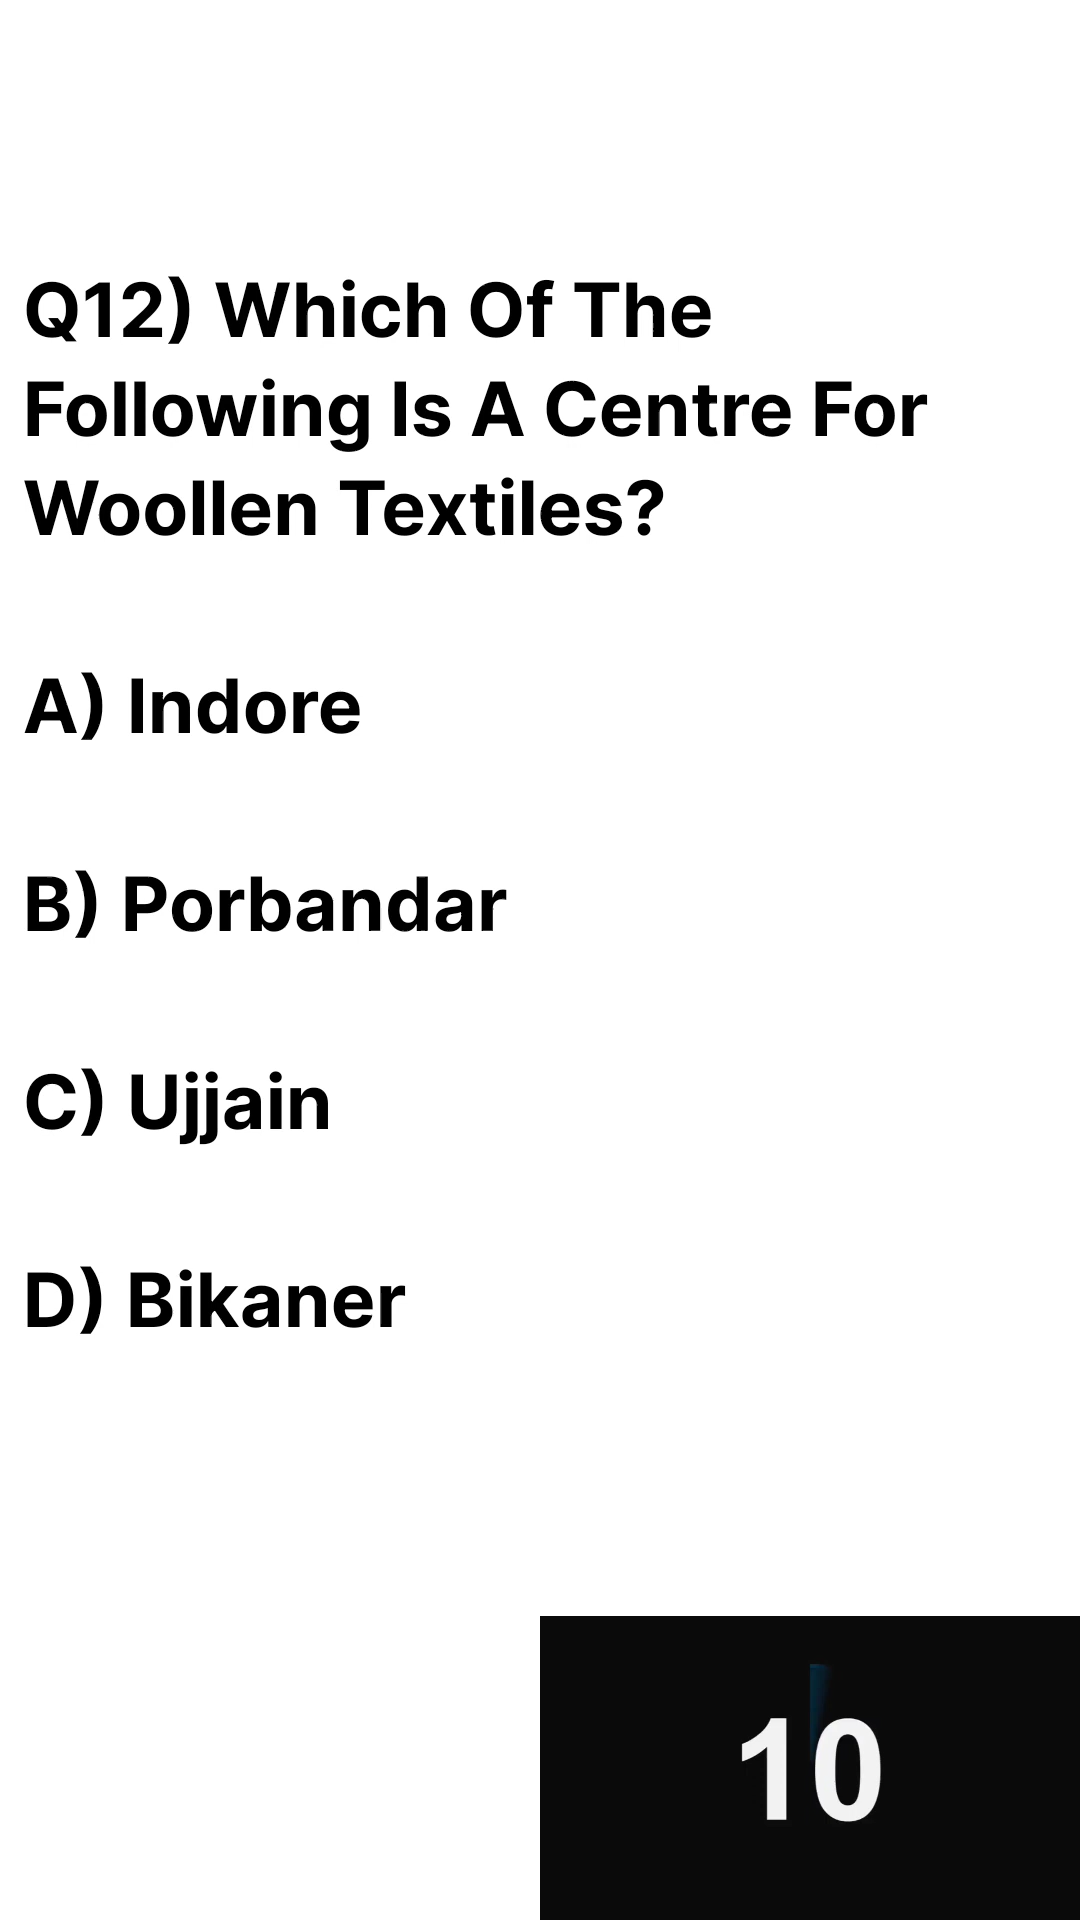 Q12) Which Of The
Following Is A Centre For
Woollen Textiles?
A) Indore
B) Porbandar
C) Ujjain
D) Bikaner
10